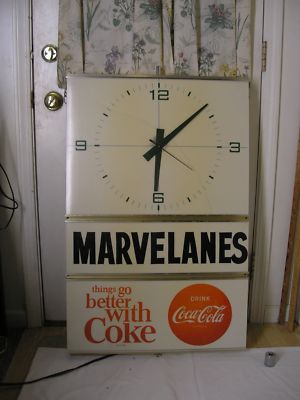 12
9
3
6
MARVELANES
things go
better
with
Coke
DRINK
Coca-Cola